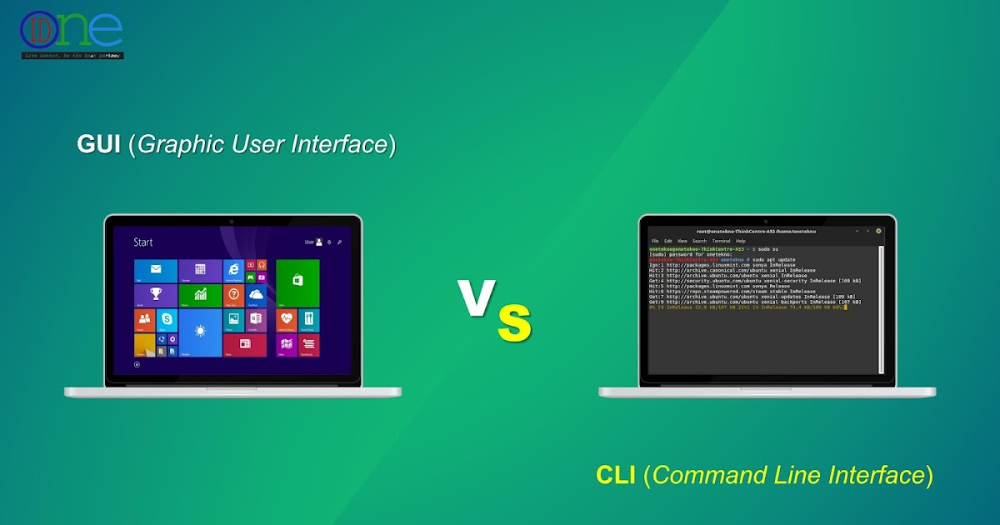 IDOne
Live better, be the best partner
GUI (Graphic User Interface)
Start
User
VS
root@onetekno-ThinkCentre-A53 /home/onetekno
File Edit View Search Terminal Help
onetekno@onetekno-ThinkCentre-A53 ~ $ sudo su
[sudo] password for onetekno:
onetekno-ThinkCentre-A53 onetekno # sudo apt update
Ign:1 http://packages.linuxmint.com sonya InRelease
Hit:2 http://archive.canonical.com/ubuntu xenial InRelease
Hit:3 http://archive.ubuntu.com/ubuntu xenial InRelease
Get:4 http://security.ubuntu.com/ubuntu xenial-security InRelease [109 kB]
Hit:5 http://packages.linuxmint.com sonya Release
Hit:6 https://repo.steampowered.com/steam stable InRelease
Get:7 http://archive.ubuntu.com/ubuntu xenial-updates InRelease [109 kB]
Get:9 http://archive.ubuntu.com/ubuntu xenial-backports InRelease [107 kB]
0% [9 InRelease 22,9 kB/107 kB 21%] [4 InRelease 74,4 kB/109 kB 68%]
CLI (Command Line Interface)